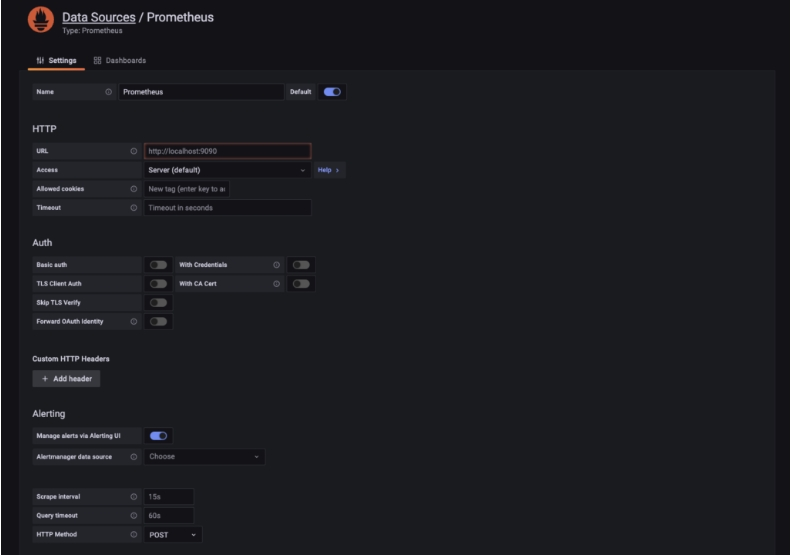 Data Sources / Prometheus
Type: Prometheus
Settings Dashboards
Name Prometheus Default
HTTP
URL http://localhost:9090
Access Server (default) Help >
Allowed cookies New tag (enter key to a
Timeout Timeout in seconds
Auth
Basic auth With Credentials
TLS Client Auth With CA Cert
Skip TLS Verify
Forward OAuth Identity
Custom HTTP Headers
+ Add header
Alerting
Manage alerts via Alerting UI
Alertmanager data source Choose
Scrape interval 15s
Query timeout 60s
HTTP Method POST